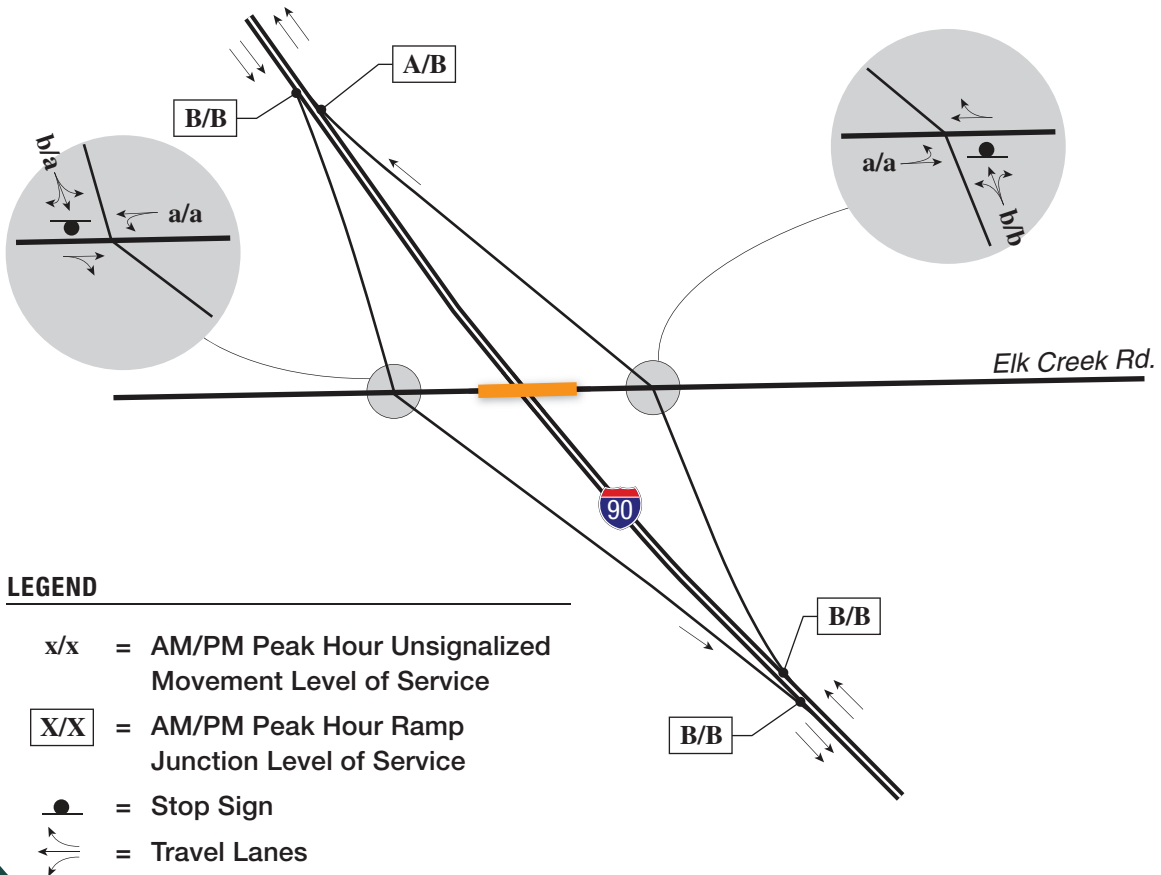 A/B
B/B
b/a
a/a
a/a
b/b
Elk Creek Rd.
90
B/B
B/B
LEGEND
x/x = AM/PM Peak Hour Unsignalized
Movement Level of Service
X/X = AM/PM Peak Hour Ramp
Junction Level of Service
= Stop Sign
= Travel Lanes